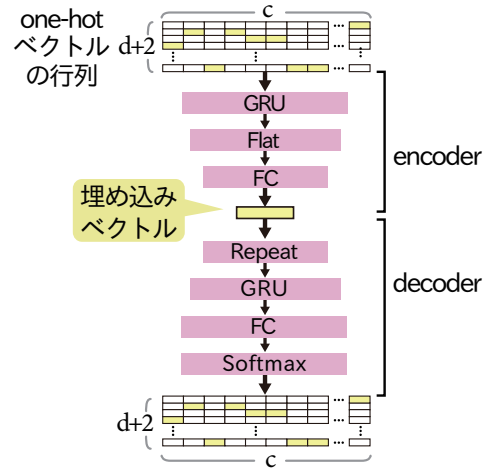 one-hot
ベクトル
の行列
c
d+2
GRU
Flat
FC
encoder
埋め込み
ベクトル
Repeat
GRU
FC
Softmax
decoder
d+2
c